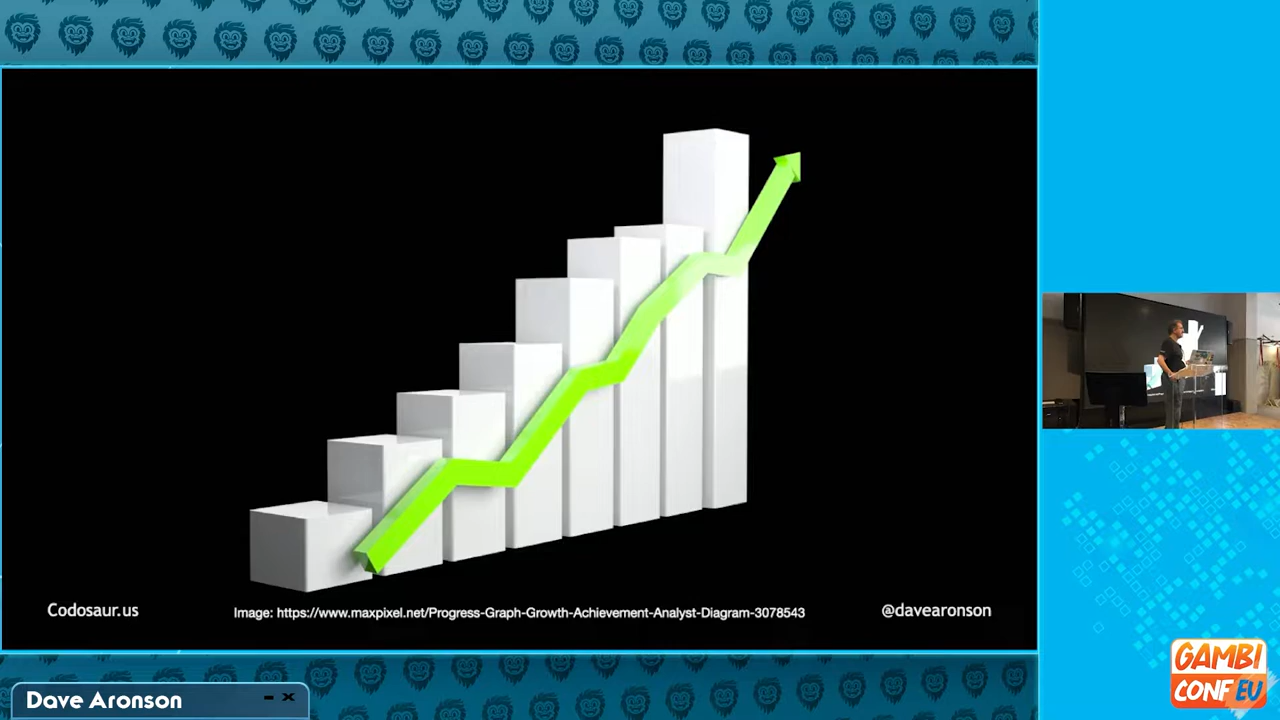 Codosaur.us
Image: https://www.maxpixel.net/Progress-Graph-Growth-Achievement-Analyst-Diagram-3078543
@davearonson
Dave Aronson
GAMBI
CONF EU